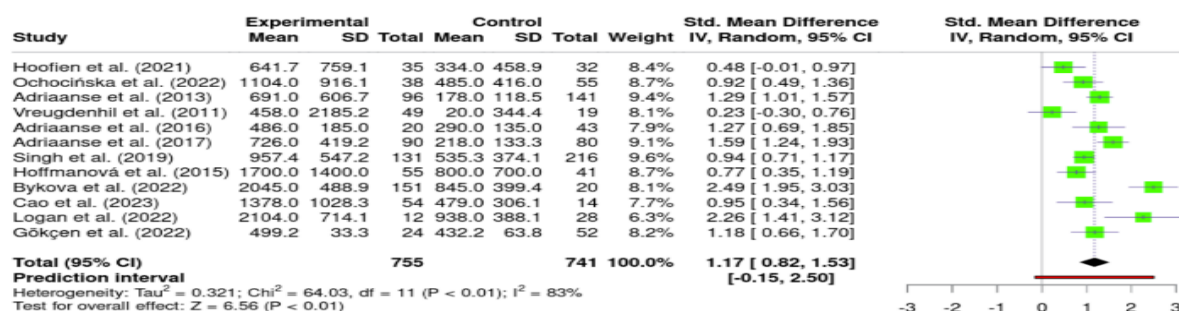 Experimental Control Std. Mean Difference Std. Mean Difference
Study Mean SD Total Mean SD Total Weight IV, Random, 95% CI IV, Random, 95% CI
Hoofien et al. (2021) 641.7 759.1 35 334.0 458.9 32 8.4% 0.48 [-0.01, 0.97]
Ochocińska et al. (2022) 1104.0 916.1 38 485.0 416.0 55 8.7% 0.92 [ 0.49, 1.36]
Adriaanse et al. (2013) 691.0 606.7 96 178.0 118.5 141 9.4% 1.29 [ 1.01, 1.57]
Vreugdenhil et al. (2011) 458.0 2185.2 49 20.0 344.4 19 8.1% 0.23 [-0.30, 0.76]
Adriaanse et al. (2016) 486.0 185.0 20 290.0 135.0 43 7.9% 1.27 [ 0.69, 1.85]
Adriaanse et al. (2017) 726.0 419.2 90 218.0 133.3 80 9.1% 1.59 [ 1.24, 1.93]
Singh et al. (2019) 957.4 547.2 131 535.3 374.1 216 9.6% 0.94 [ 0.71, 1.17]
Hoffmanová et al. (2015) 1700.0 1400.0 55 800.0 700.0 41 8.7% 0.77 [ 0.35, 1.19]
Bykova et al. (2022) 2045.0 488.9 151 845.0 399.4 20 8.1% 2.49 [ 1.95, 3.03]
Cao et al. (2023) 1378.0 1028.3 54 479.0 306.1 14 7.7% 0.95 [ 0.34, 1.56]
Logan et al. (2022) 2104.0 714.1 12 938.0 388.1 28 6.3% 2.26 [ 1.41, 3.12]
Gökçen et al. (2022) 499.2 33.3 24 432.2 63.8 52 8.2% 1.18 [ 0.66, 1.70]
Total (95% CI) 755 741 100.0% 1.17 [ 0.82, 1.53]
Prediction interval [-0.15, 2.50]
Heterogeneity: Tau² = 0.321; Chi² = 64.03, df = 11 (P < 0.01); I² = 83%
Test for overall effect: Z = 6.56 (P < 0.01)
-3 -2 -1 0 1 2 3